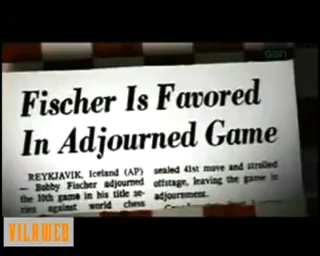 GSN
Fischer Is Favored
In Adjourned Game
REYKJAVIK, Iceland (AP)
— Bobby Fischer adjourned
the 10th game in his title se-
ries against world chess
sealed 41st move and strolled
offstage, leaving the game in
adjournment.
VILAWEB